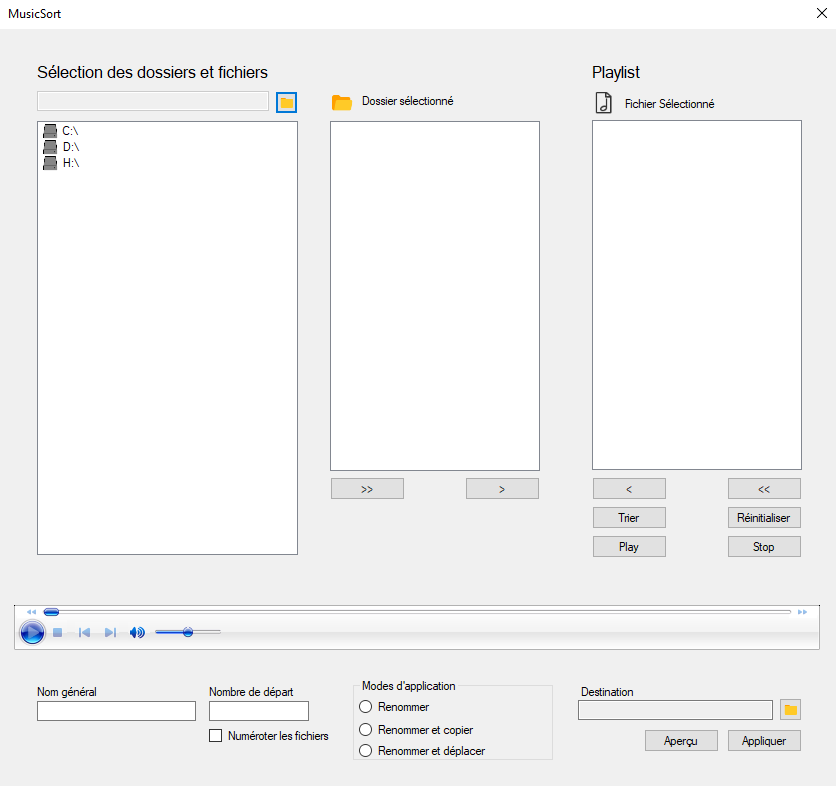 MusicSort
Sélection des dossiers et fichiers
Playlist
Dossier sélectionné
Fichier Sélectionné
C:\
D:\
H:\
>>
>
<
<<
Trier
Réinitialiser
Play
Stop
Nom général
Nombre de départ
Numéroter les fichiers
Modes d'application
Renommer
Renommer et copier
Renommer et déplacer
Destination
Aperçu
Appliquer